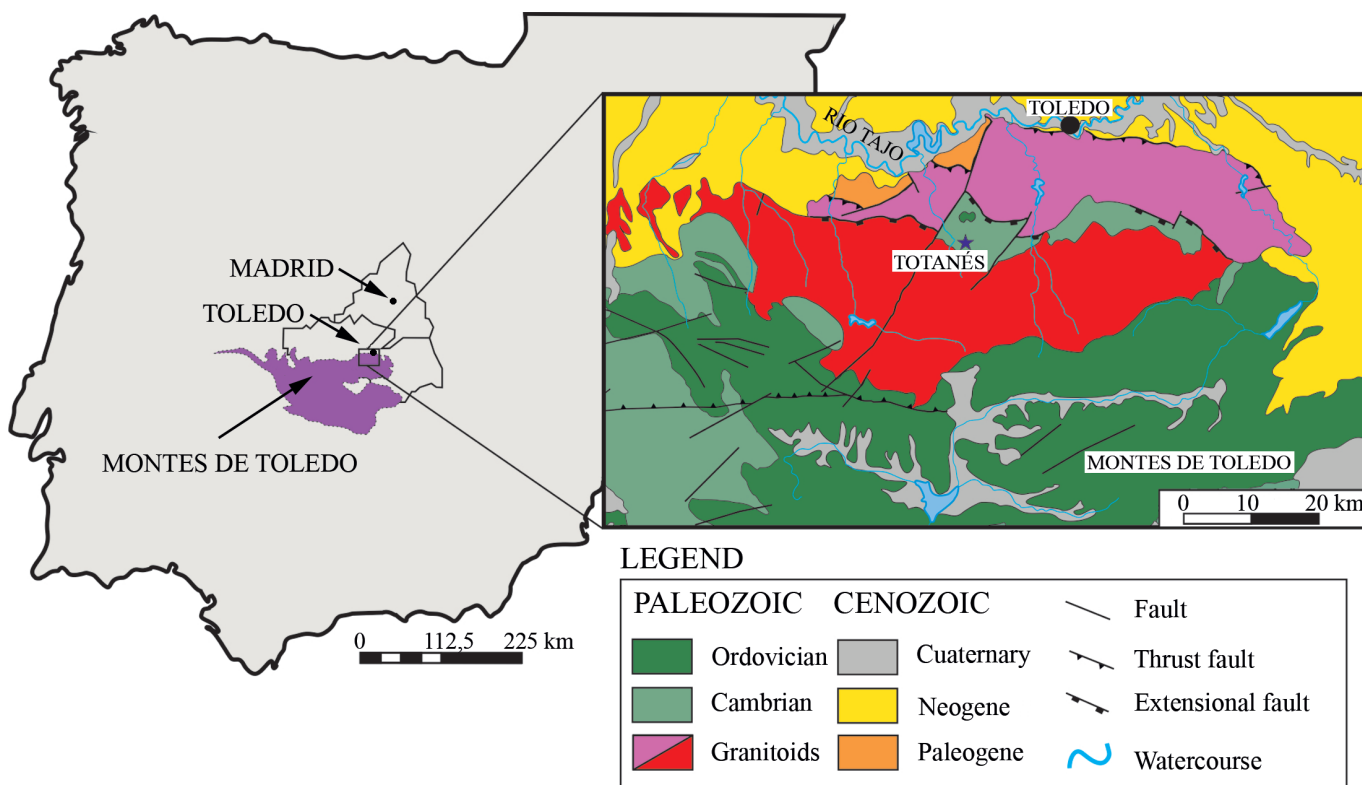 MADRID
TOLEDO
MONTES DE TOLEDO
0 112,5 225 km
RIO TAJO
TOLEDO
TOTANÉS
MONTES DE TOLEDO
0 10 20 km
LEGEND
PALEOZOIC CENOZOIC
Ordovician
Cambrian
Granitoids
Cuaternary
Neogene
Paleogene
Fault
Thrust fault
Extensional fault
Watercourse